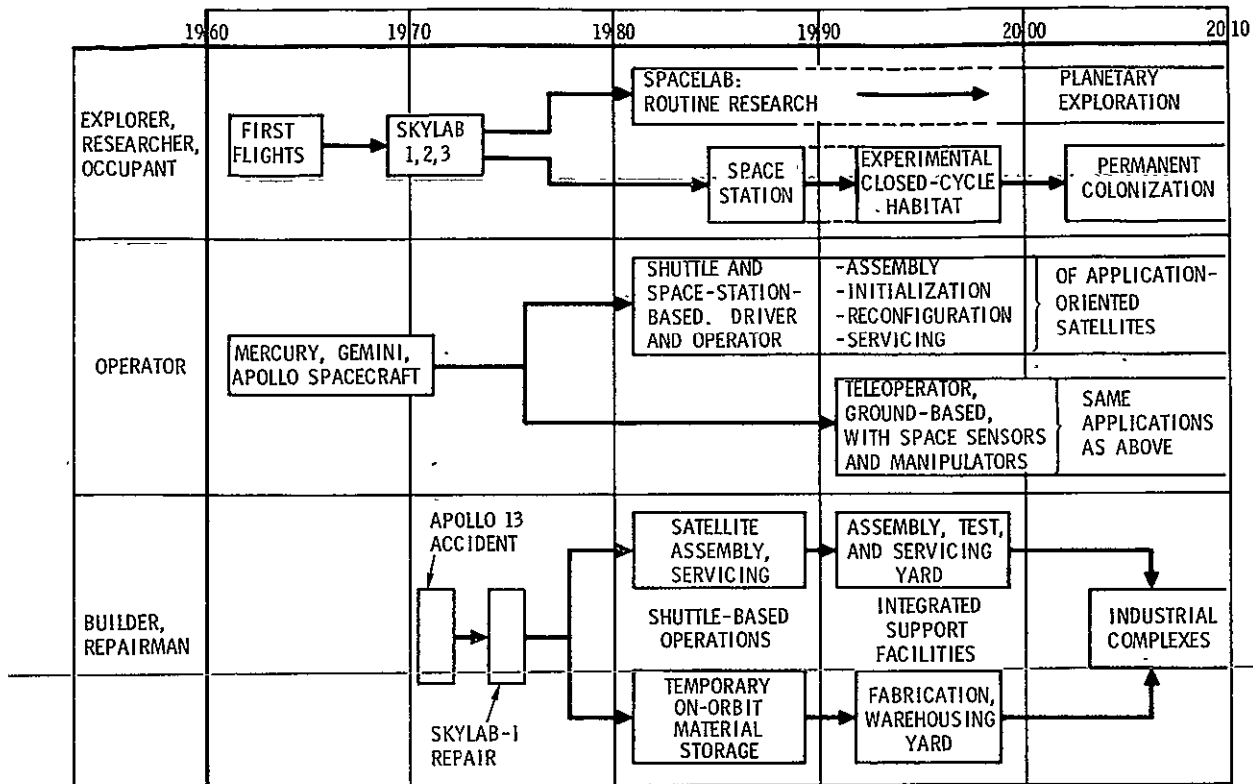 1960 1970 1980 1990 2000 2010
EXPLORER,
RESEARCHER,
OCCUPANT
FIRST
FLIGHTS
SKYLAB
1,2,3
SPACELAB:
ROUTINE RESEARCH
PLANETARY
EXPLORATION
SPACE
STATION
EXPERIMENTAL
CLOSED-CYCLE
HABITAT
PERMANENT
COLONIZATION
OPERATOR
MERCURY, GEMINI,
APOLLO SPACECRAFT
SHUTTLE AND
SPACE-STATION-
BASED. DRIVER
AND OPERATOR
-ASSEMBLY
-INITIALIZATION
-RECONFIGURATION
-SERVICING
OF APPLICATION-
ORIENTED
SATELLITES
TELEOPERATOR,
GROUND-BASED,
WITH SPACE SENSORS
AND MANIPULATORS
SAME
APPLICATIONS
AS ABOVE
BUILDER,
REPAIRMAN
APOLLO 13
ACCIDENT
SKYLAB-1
REPAIR
SATELLITE
ASSEMBLY,
SERVICING
ASSEMBLY, TEST,
AND SERVICING
YARD
SHUTTLE-BASED
OPERATIONS
INTEGRATED
SUPPORT
FACILITIES
INDUSTRIAL
COMPLEXES
TEMPORARY
ON-ORBIT
MATERIAL
STORAGE
FABRICATION,
WAREHOUSING
YARD